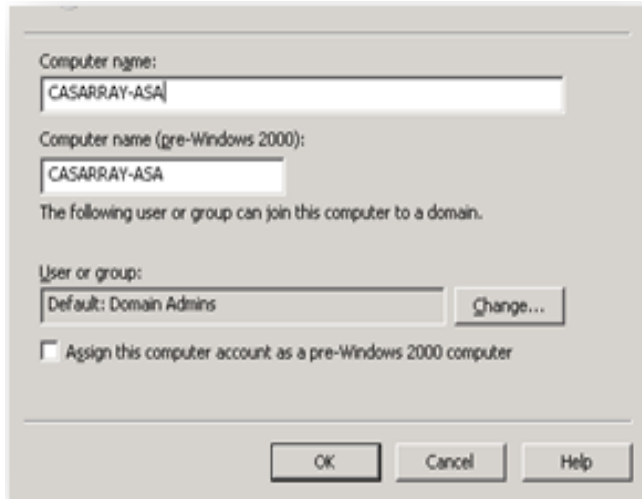 Computer name:
CASARRAY-ASA
Computer name (pre-Windows 2000):
CASARRAY-ASA
The following user or group can join this computer to a domain.
User or group:
Default: Domain Admins
Change...
Assign this computer account as a pre-Windows 2000 computer
OK Cancel Help